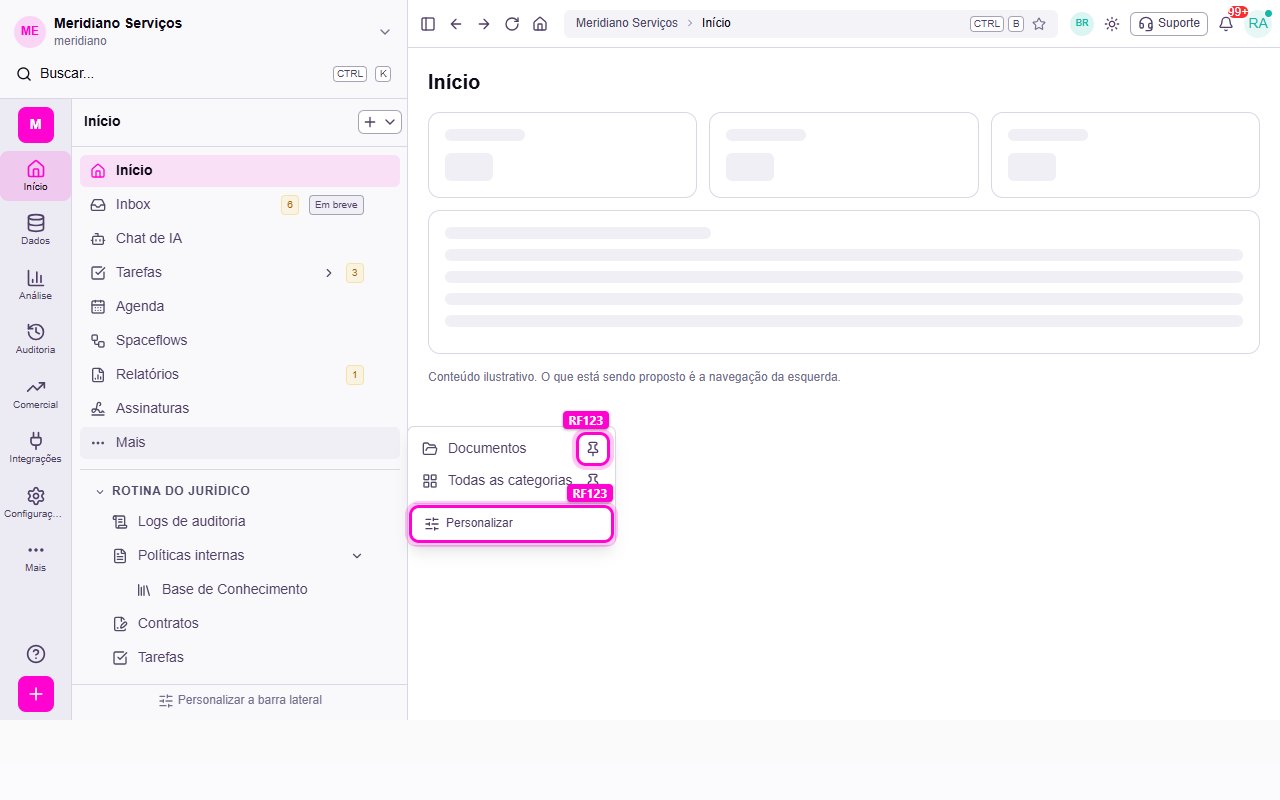 ME
Meridiano Serviços
meridiano
Buscar...
CTRL K
Meridiano Serviços > Início
CTRL B
BR
Suporte
99+
RA
M
Início
Dados
Análise
Auditoria
Comercial
Integrações
Configuraç...
Mais
Início
Início
Inbox 6 Em breve
Chat de IA
Tarefas 3
Agenda
Spaceflows
Relatórios 1
Assinaturas
Mais
ROTINA DO JURÍDICO
Logs de auditoria
Políticas internas
Base de Conhecimento
Contratos
Tarefas
Personalizar a barra lateral
Início
Conteúdo ilustrativo. O que está sendo proposto é a navegação da esquerda.
RF123
Documentos
Todas as categorias
RF123
Personalizar